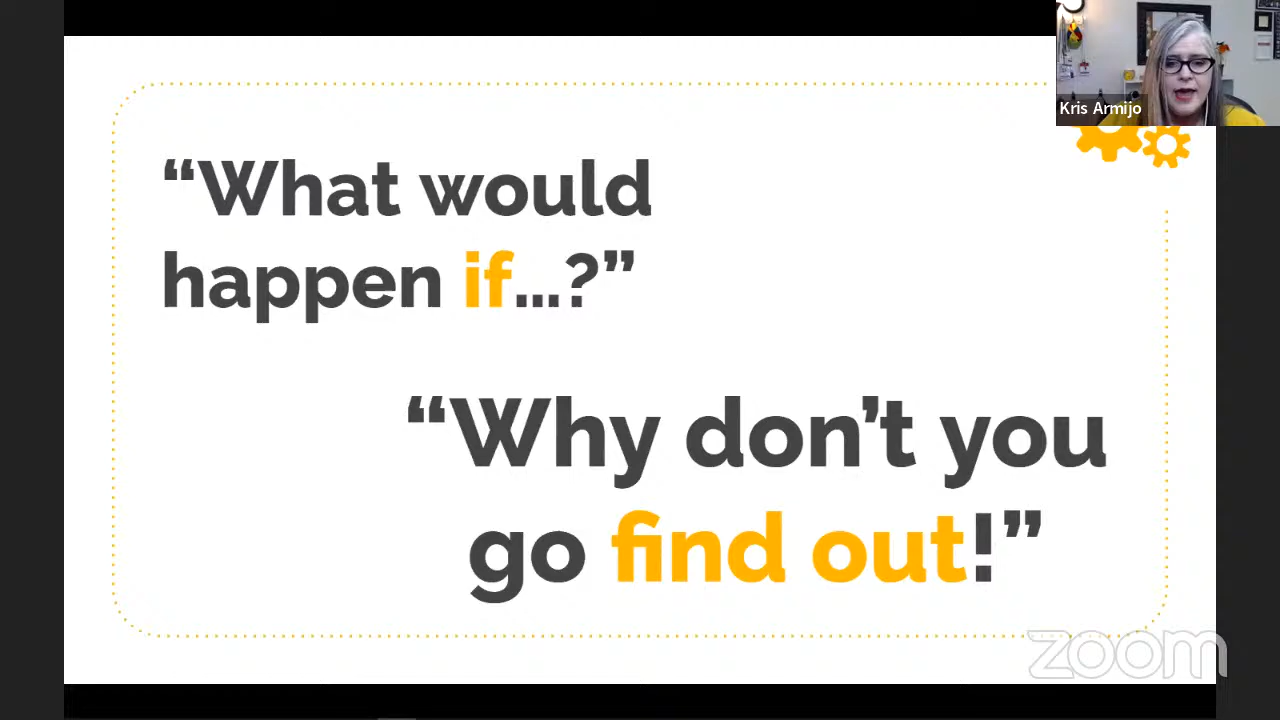 Kris Armijo
“What would
happen if...?”
“Why don’t you
go find out!”
zoom